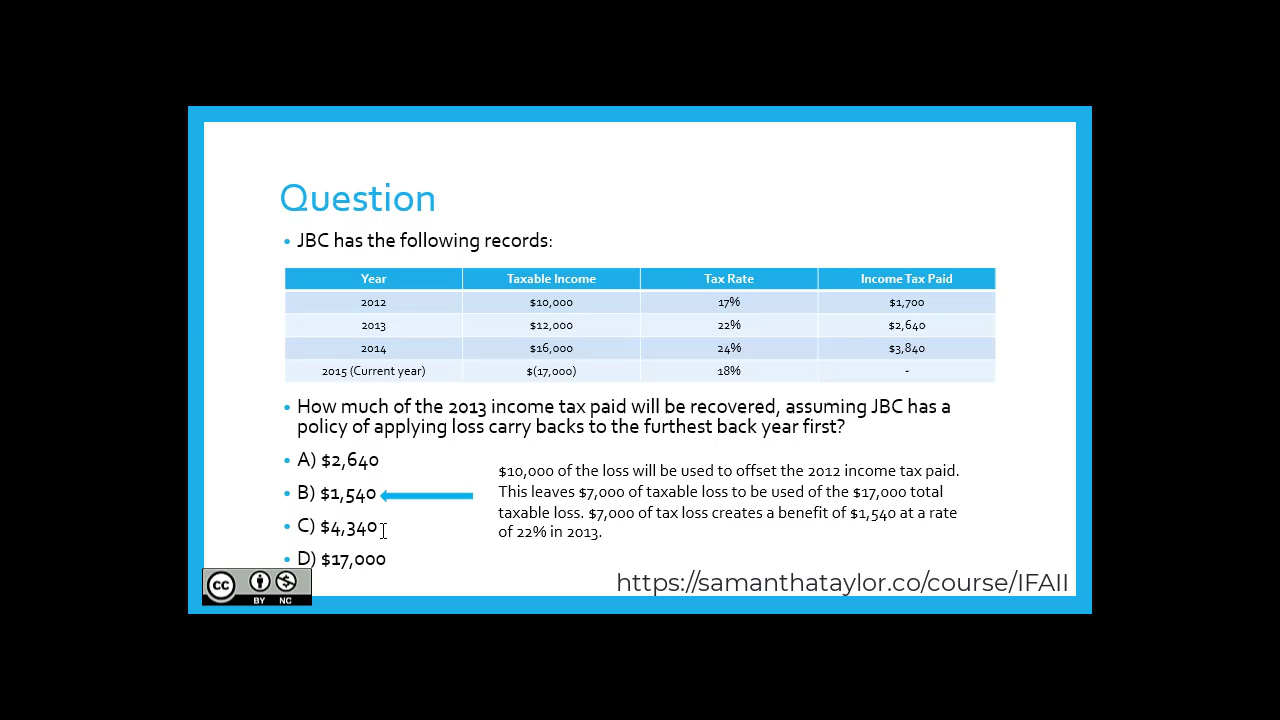 Question
• JBC has the following records:
Year Taxable Income Tax Rate Income Tax Paid
2012 $10,000 17% $1,700
2013 $12,000 22% $2,640
2014 $16,000 24% $3,840
2015 (Current year) $(17,000) 18% -
• How much of the 2013 income tax paid will be recovered, assuming JBC has a
policy of applying loss carry backs to the furthest back year first?
• A) $2,640
• B) $1,540
• C) $4,340
• D) $17,000
$10,000 of the loss will be used to offset the 2012 income tax paid.
This leaves $7,000 of taxable loss to be used of the $17,000 total
taxable loss. $7,000 of tax loss creates a benefit of $1,540 at a rate
of 22% in 2013.
cc BY NC
https://samanthataylor.co/course/IFAII